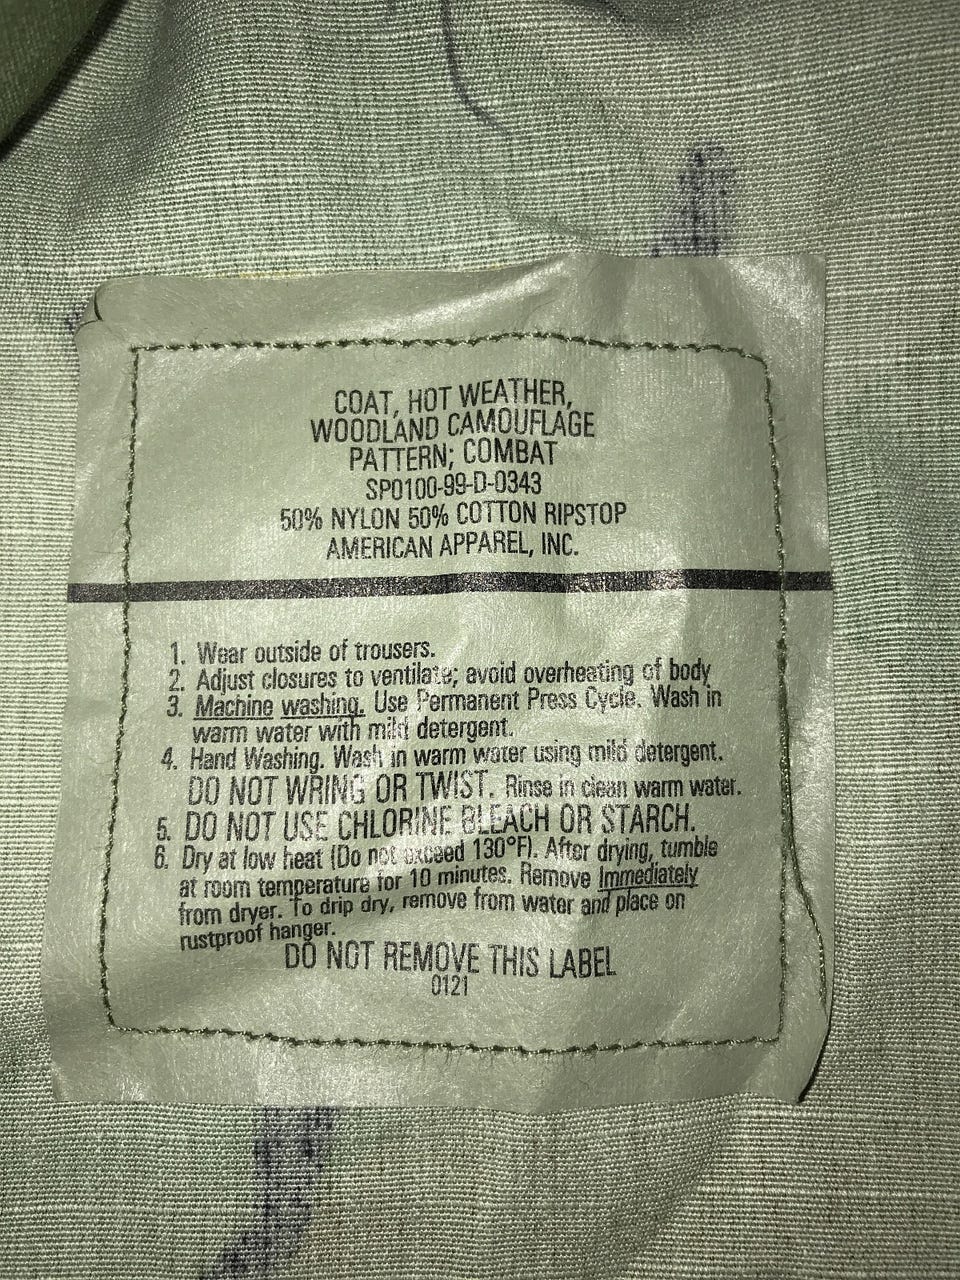 COAT, HOT WEATHER,
WOODLAND CAMOUFLAGE
PATTERN; COMBAT
SPO100-99-D-0343
50% NYLON 50% COTTON RIPSTOP
AMERICAN APPAREL, INC.
1. Wear outside of trousers.
2. Adjust closures to ventilate; avoid overheating of body
3. Machine washing. Use Permanent Press Cycle. Wash in
warm water with mild detergent.
4. Hand Washing. Wash in warm water using mild detergent.
DO NOT WRING OR TWIST. Rinse in clean warm water.
5. DO NOT USE CHLORINE BLEACH OR STARCH.
6. Dry at low heat (Do not exceed 130°F). After drying, tumble
at room temperature for 10 minutes. Remove Immediately
from dryer. To drip dry, remove from water and place on
rustproof hanger.
DO NOT REMOVE THIS LABEL
0121